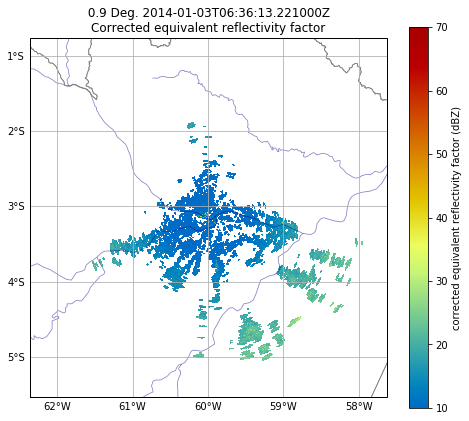 0.9 Deg. 2014-01-03T06:36:13.221000Z
Corrected equivalent reflectivity factor
1°S
2°S
3°S
4°S
5°S
62°W 61°W 60°W 59°W 58°W
70
60
50
40
30
20
10
corrected equivalent reflectivity factor (dBZ)